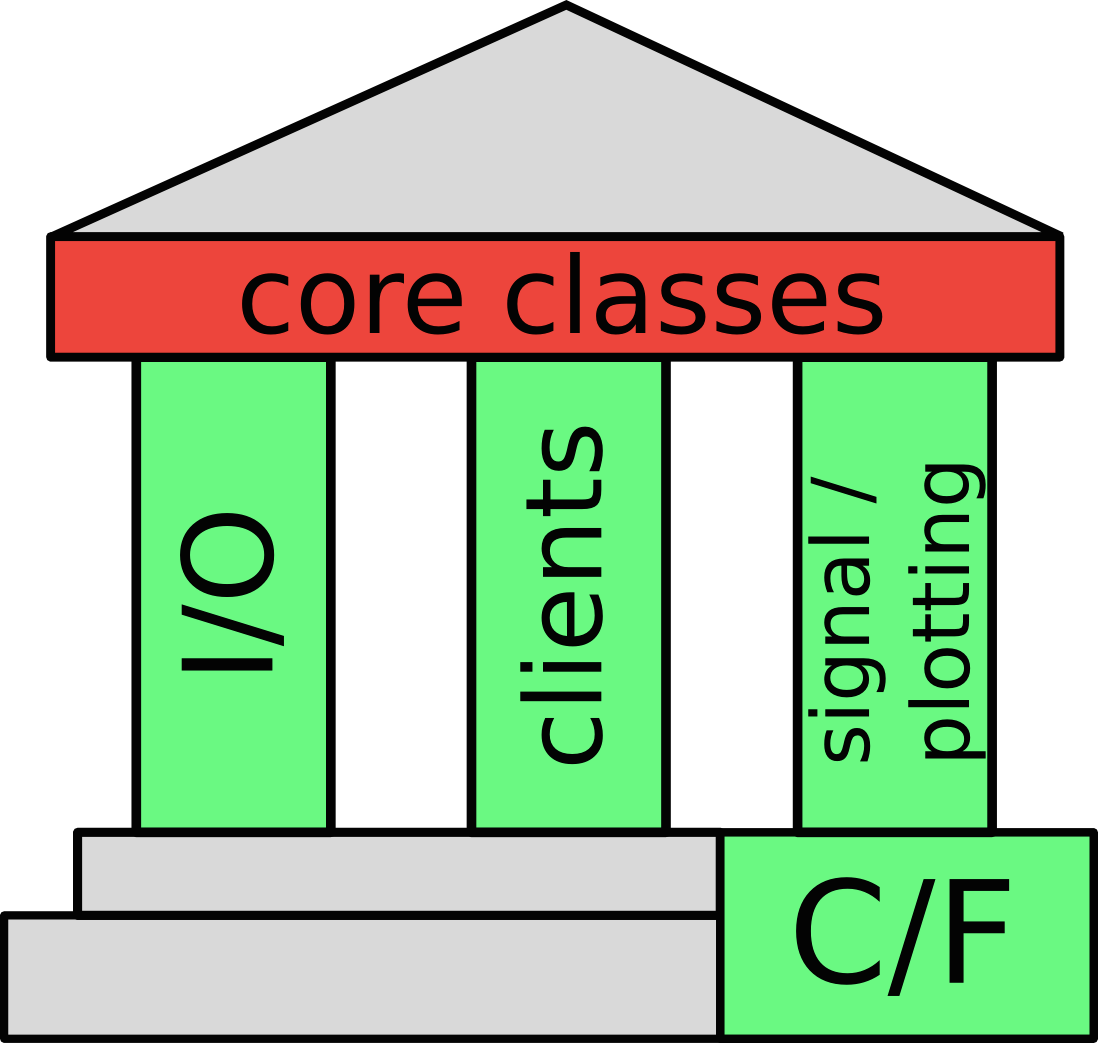 core classes
I/O
clients
signal /
plotting
C/F